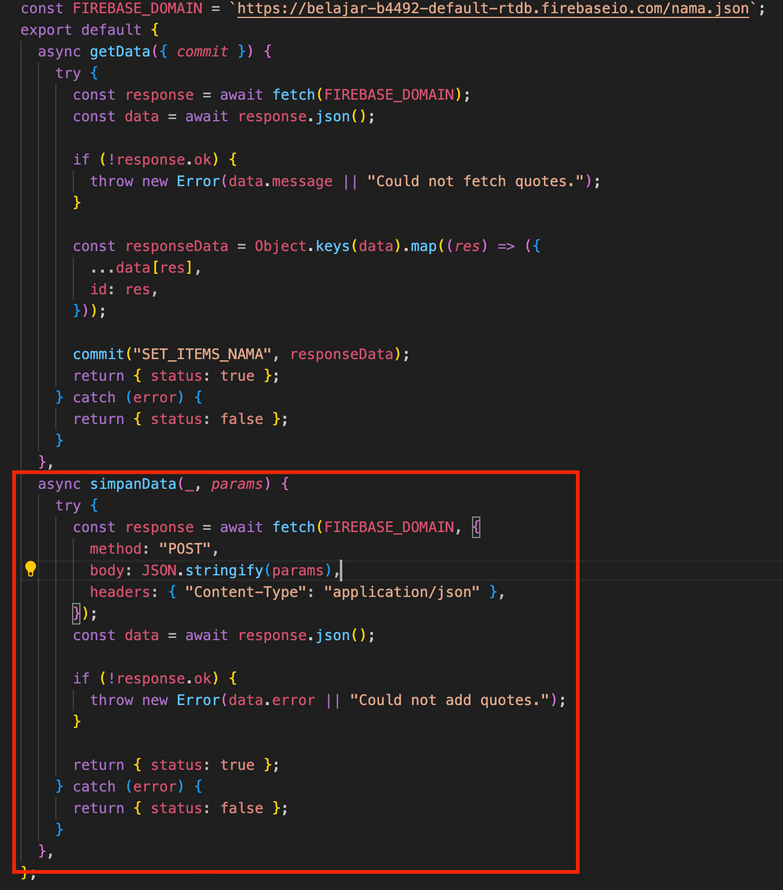 const FIREBASE_DOMAIN = `https://belajar-b4492-default-rtdb.firebaseio.com/nama.json`;
export default {
  async getData({ commit }) {
    try {
      const response = await fetch(FIREBASE_DOMAIN);
      const data = await response.json();

      if (!response.ok) {
        throw new Error(data.message || "Could not fetch quotes.");
      }

      const responseData = Object.keys(data).map((res) => ({
        ...data[res],
        id: res,
      }));

      commit("SET_ITEMS_NAMA", responseData);
      return { status: true };
    } catch (error) {
      return { status: false };
    }
  },
  async simpanData(_, params) {
    try {
      const response = await fetch(FIREBASE_DOMAIN, {
        method: "POST",
        body: JSON.stringify(params),
        headers: { "Content-Type": "application/json" },
      });
      const data = await response.json();

      if (!response.ok) {
        throw new Error(data.error || "Could not add quotes.");
      }

      return { status: true };
    } catch (error) {
      return { status: false };
    }
  },
};